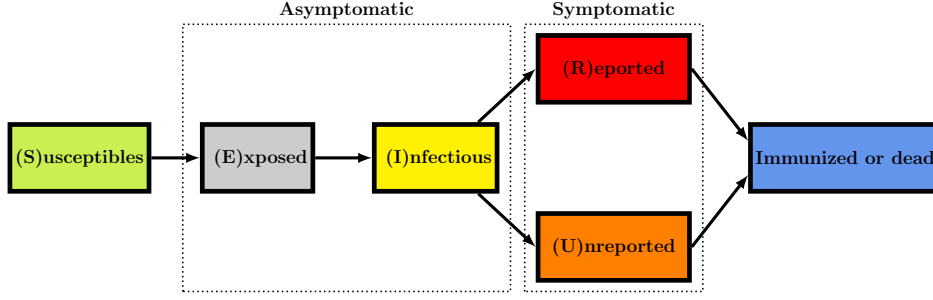 Asymptomatic
Symptomatic
(R)eported
(S)usceptibles
(E)xposed
(I)nfectious
Immunized or dead
(U)nreported